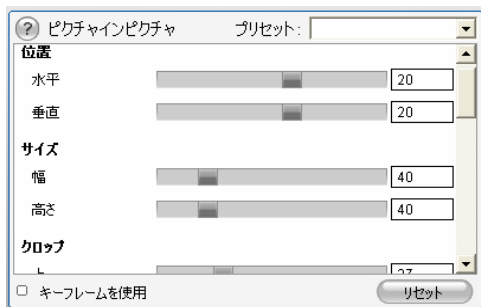 ? ピクチャインピクチャ プリセット:
位置
水平 20
垂直 20
サイズ
幅 40
高さ 40
クロップ
キーフレームを使用 リセット